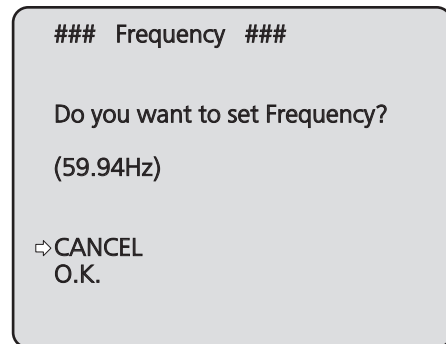 ### Frequency ###
Do you want to set Frequency?
(59.94Hz)
⇨CANCEL
O.K.